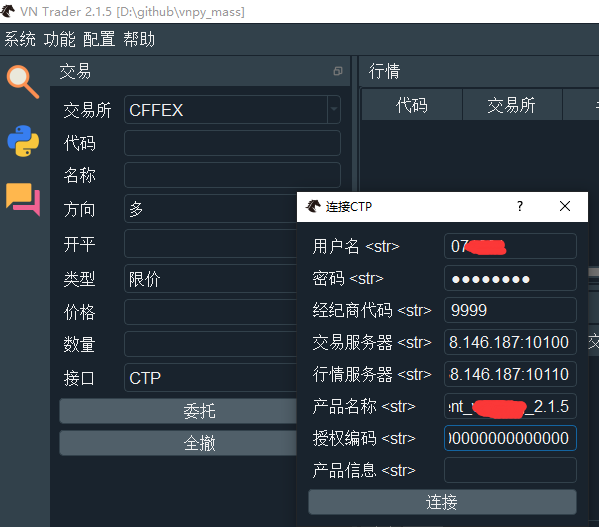 VN Trader 2.1.5 [D:\github\vnpy_mass]
系统 功能 配置 帮助
交易
交易所 CFFEX
代码
名称
方向 多
开平
类型 限价
价格
数量
接口 CTP
委托
全撤
行情
代码 交易所
连接CTP ?
用户名 <str> 07
密码 <str> ●●●●●●●●
经纪商代码 <str> 9999
交易服务器 <str> 8.146.187:10100
行情服务器 <str> 8.146.187:10110
产品名称 <str> ent_ _2.1.5
授权编码 <str> 00000000000000
产品信息 <str>
连接